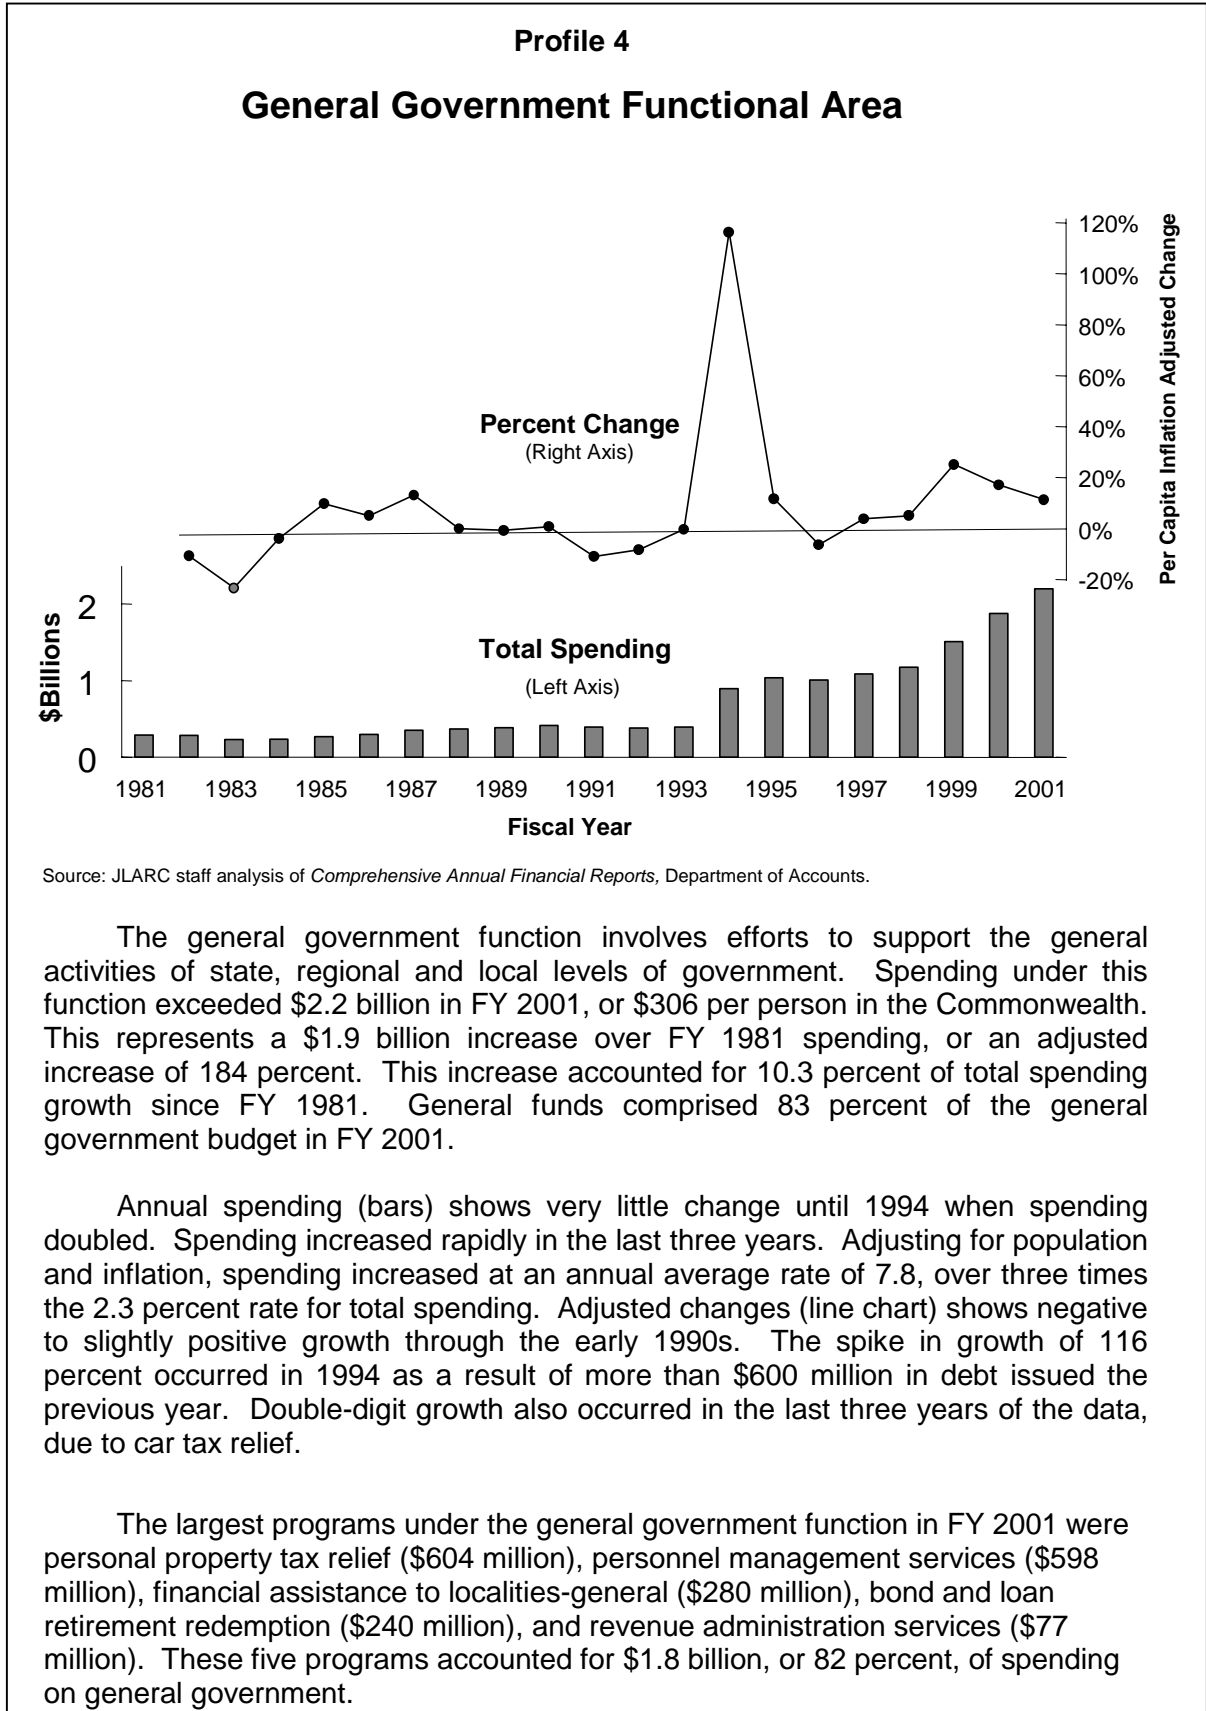 Profile 4
General Government Functional Area
120%
100%
80%
60%
40%
20%
0%
-20%
Per Capita Inflation Adjusted Change
Percent Change
(Right Axis)
$Billions
2
1
0
Total Spending
(Left Axis)
1981 1983 1985 1987 1989 1991 1993 1995 1997 1999 2001
Fiscal Year
Source: JLARC staff analysis of Comprehensive Annual Financial Reports, Department of Accounts.
The general government function involves efforts to support the general
activities of state, regional and local levels of government. Spending under this
function exceeded $2.2 billion in FY 2001, or $306 per person in the Commonwealth.
This represents a $1.9 billion increase over FY 1981 spending, or an adjusted
increase of 184 percent. This increase accounted for 10.3 percent of total spending
growth since FY 1981. General funds comprised 83 percent of the general
government budget in FY 2001.
Annual spending (bars) shows very little change until 1994 when spending
doubled. Spending increased rapidly in the last three years. Adjusting for population
and inflation, spending increased at an annual average rate of 7.8, over three times
the 2.3 percent rate for total spending. Adjusted changes (line chart) shows negative
to slightly positive growth through the early 1990s. The spike in growth of 116
percent occurred in 1994 as a result of more than $600 million in debt issued the
previous year. Double-digit growth also occurred in the last three years of the data,
due to car tax relief.
The largest programs under the general government function in FY 2001 were
personal property tax relief ($604 million), personnel management services ($598
million), financial assistance to localities-general ($280 million), bond and loan
retirement redemption ($240 million), and revenue administration services ($77
million). These five programs accounted for $1.8 billion, or 82 percent, of spending
on general government.